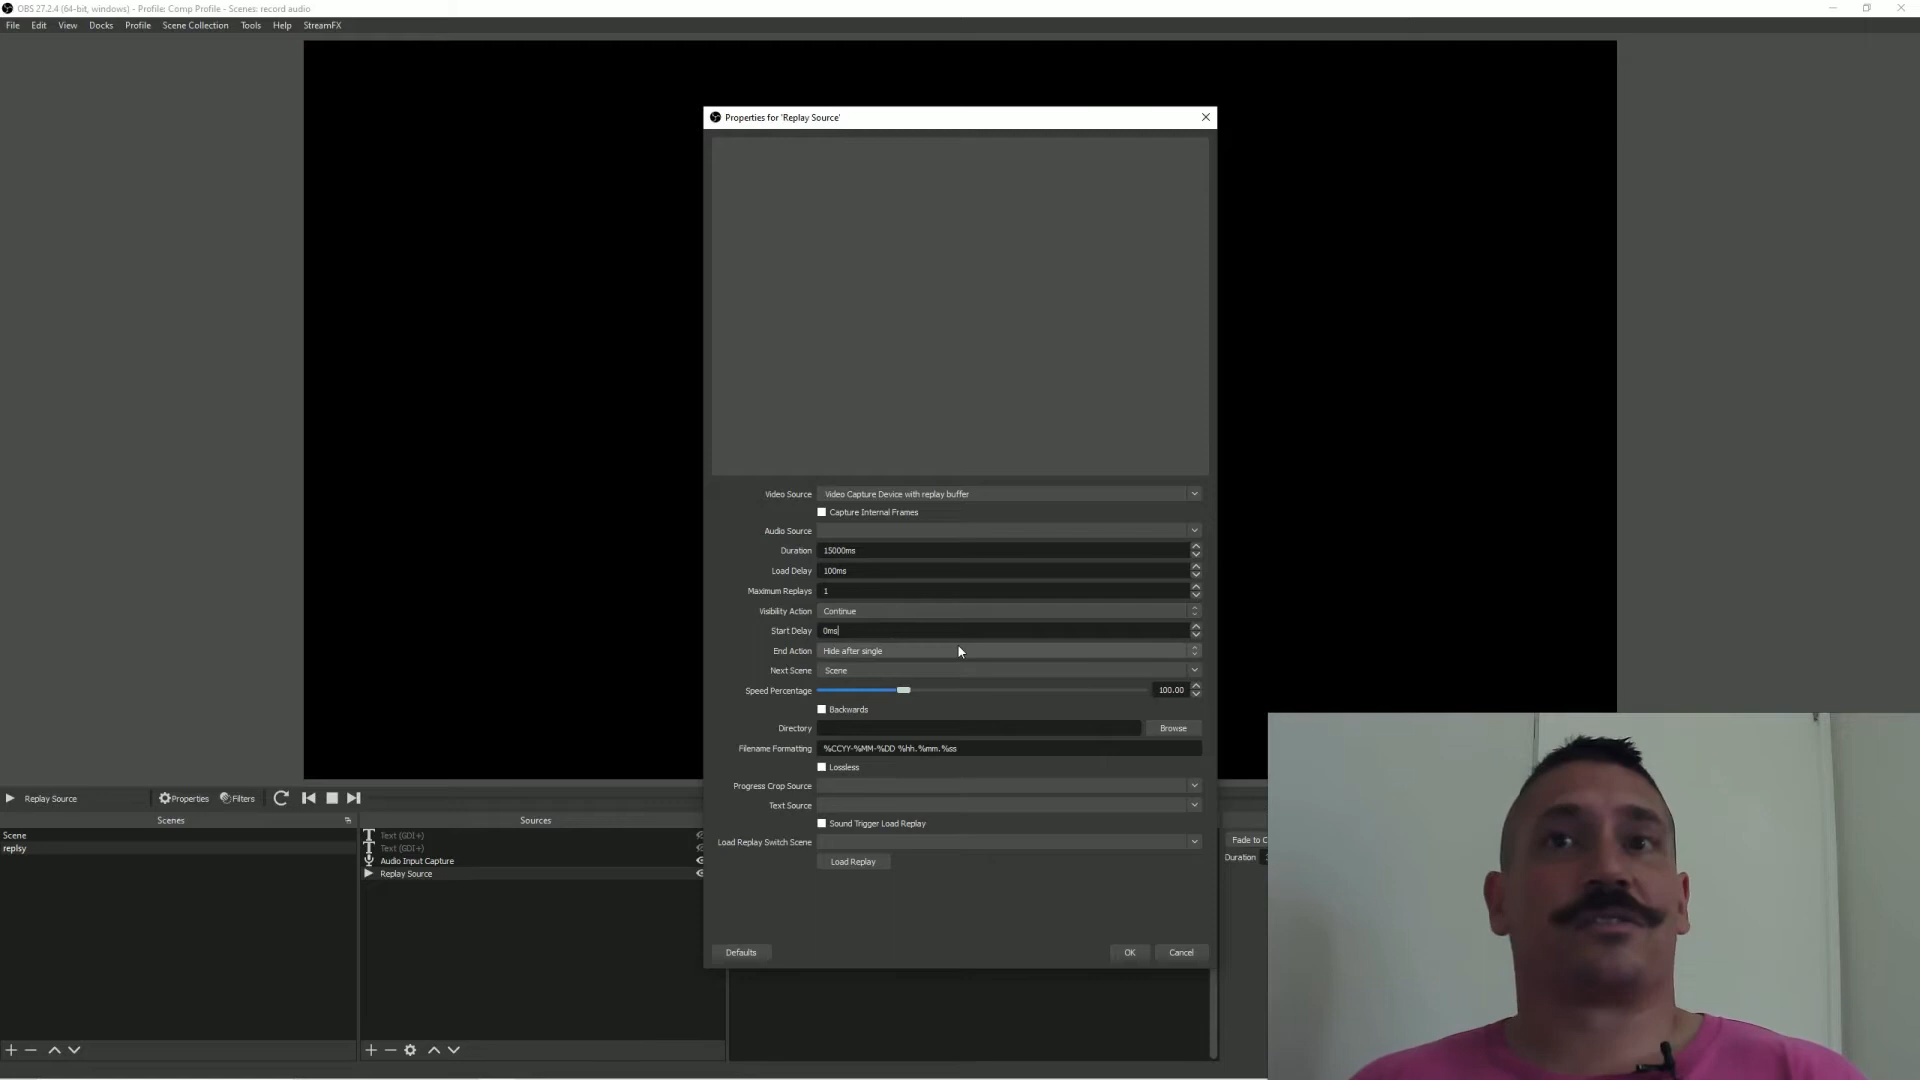 OBS 27.2.4 (64-bit, windows) - Profile: Comp Profile - Scenes: record audio
File Edit View Docks Profile Scene Collection Tools Help StreamFX
Properties for 'Replay Source'
Video Source Video Capture Device with replay buffer
Capture Internal Frames
Audio Source
Duration 15000ms
Load Delay 100ms
Maximum Replays 1
Visibility Action Continue
Start Delay 0ms
End Action Hide after single
Next Scene Scene
Speed Percentage 100.00
Backwards
Directory Browse
Filename Formatting %CCYY-%MM-%DD %hh.%mm.%ss
Lossless
Progress Crop Source
Text Source
Sound Trigger Load Replay
Load Replay Switch Scene
Load Replay
Defaults OK Cancel
Replay Source Properties Filters
Scenes Sources
Scene
replsy
Text (GDI+)
Text (GDI+)
Audio Input Capture
Replay Source
Fade to C
Duration